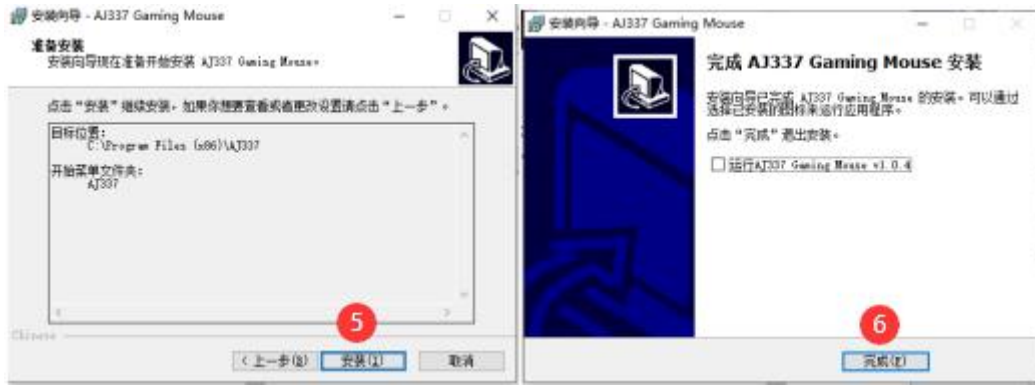 安装向导 - AJ337 Gaming Mouse
准备安装
安装向导现在准备开始安装 AJ337 Gaming Mouse。
点击“安装”继续安装。如果你想要查看或者更改设置请点击“上一步”。
目标位置:
C:\Program Files (x86)\AJ337
开始菜单文件夹:
AJ337
5
Chinese
< 上一步(B)
安装(I)
取消
安装向导 - AJ337 Gaming Mouse
完成 AJ337 Gaming Mouse 安装
安装向导已完成 AJ337 Gaming Mouse 的安装。可以通过
选择已安装的图标来运行应用程序。
点击“完成”退出安装。
运行AJ337 Gaming Mouse v1.0.4
6
完成(F)